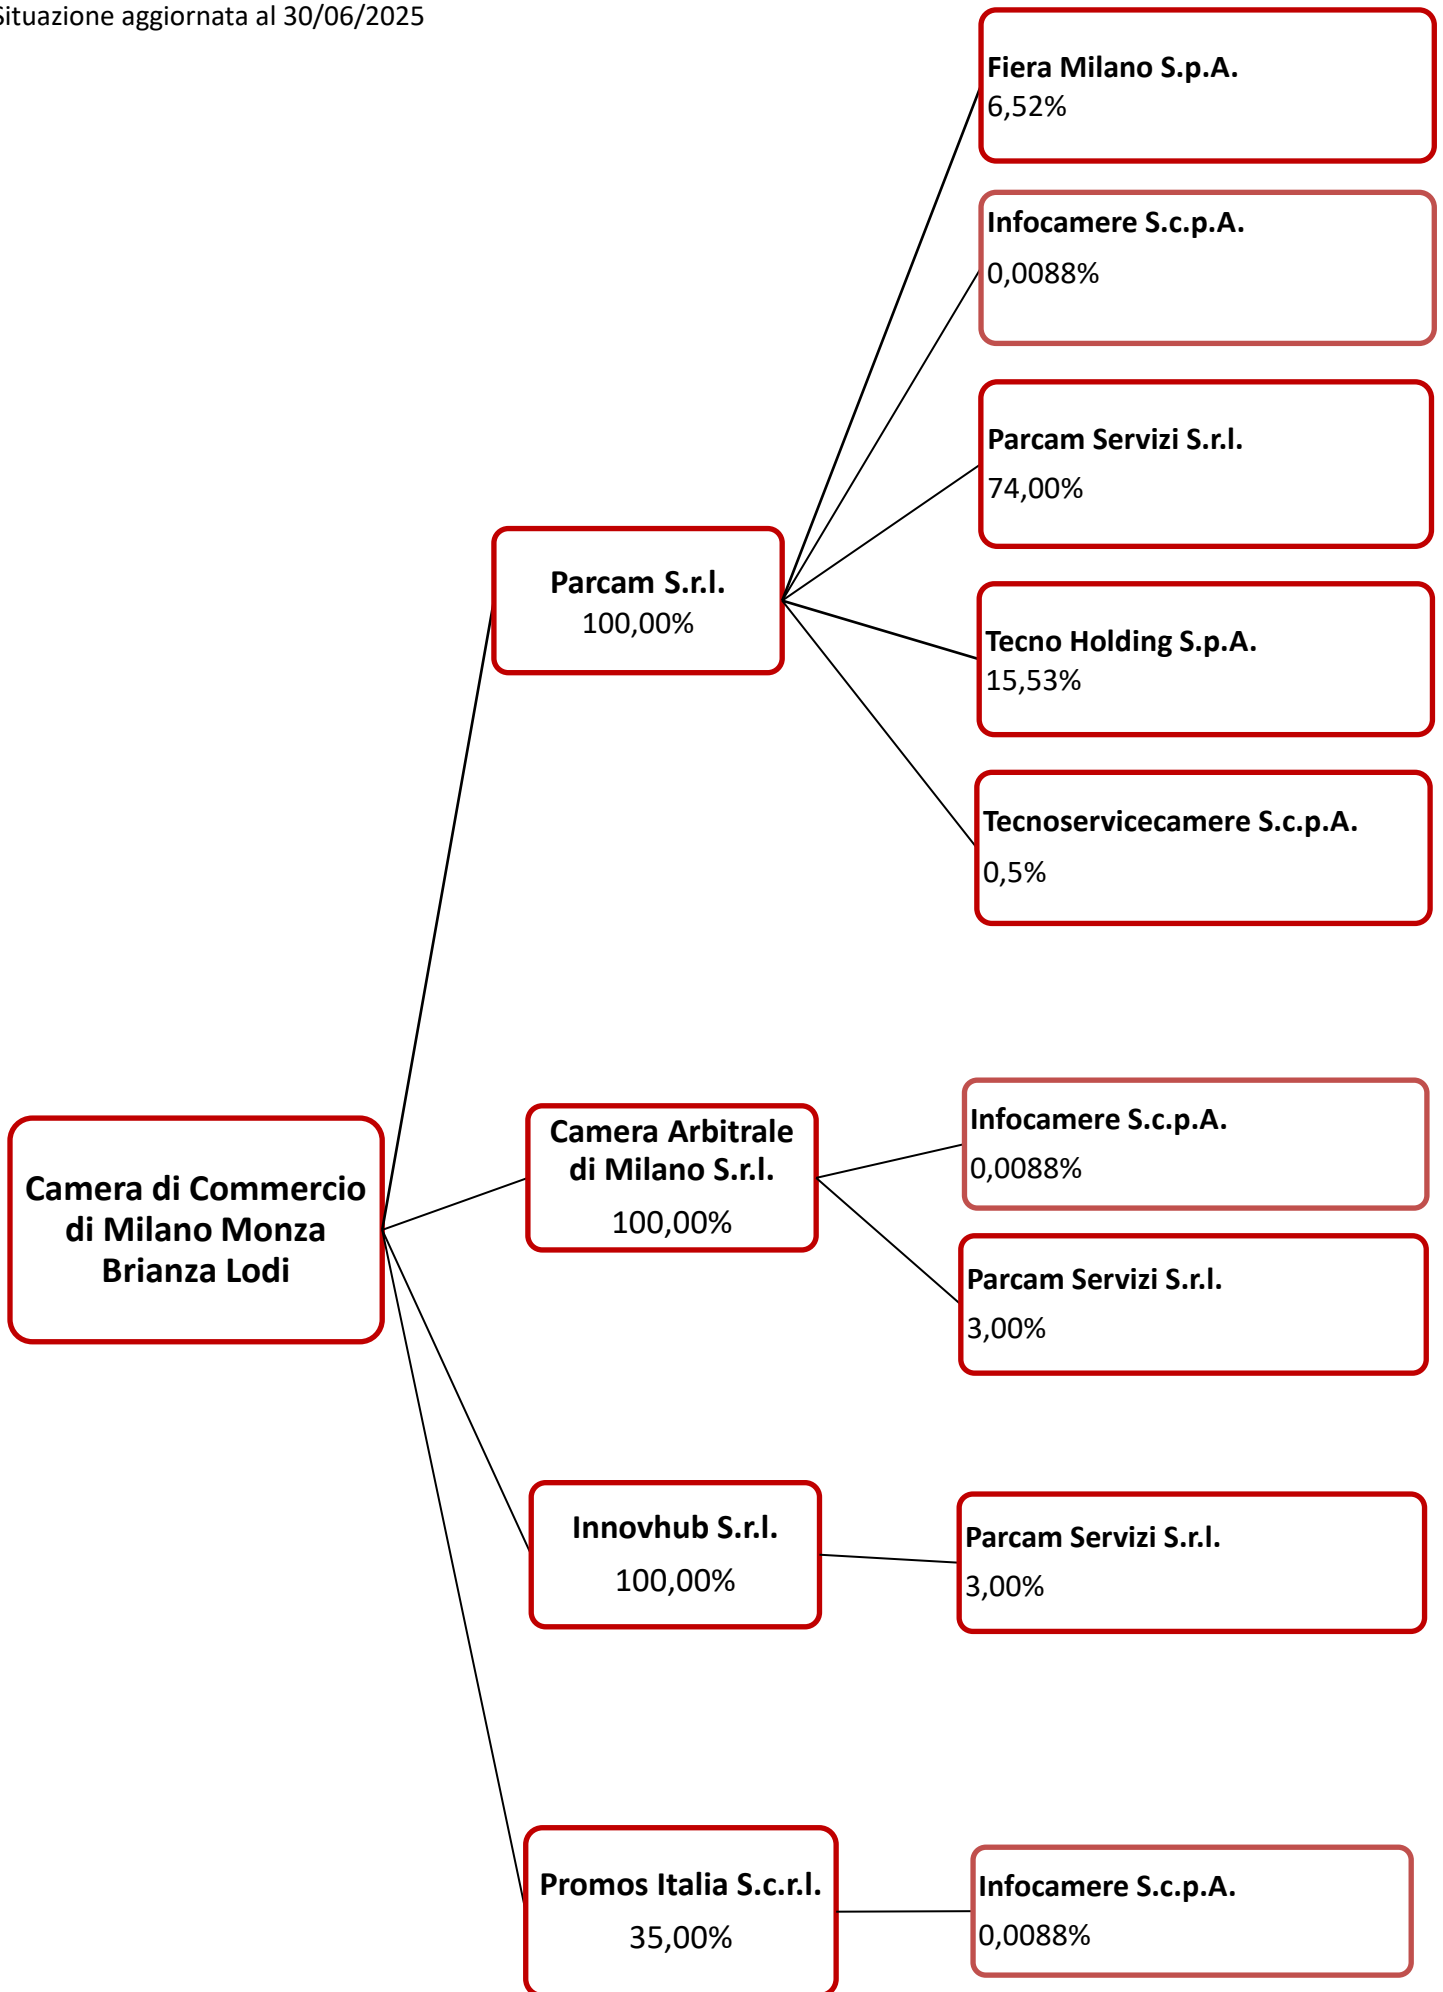 Situazione aggiornata al 30/06/2025
Fiera Milano S.p.A.
6,52%
Infocamere S.c.p.A.
0,0088%
Parcam Servizi S.r.l.
74,00%
Parcam S.r.l.
100,00%
Tecno Holding S.p.A.
15,53%
Tecnoservicecamere S.c.p.A.
0,5%
Camera di Commercio
di Milano Monza
Brianza Lodi
Camera Arbitrale
di Milano S.r.l.
100,00%
Infocamere S.c.p.A.
0,0088%
Parcam Servizi S.r.l.
3,00%
Innovhub S.r.l.
100,00%
Parcam Servizi S.r.l.
3,00%
Promos Italia S.c.r.l.
35,00%
Infocamere S.c.p.A.
0,0088%